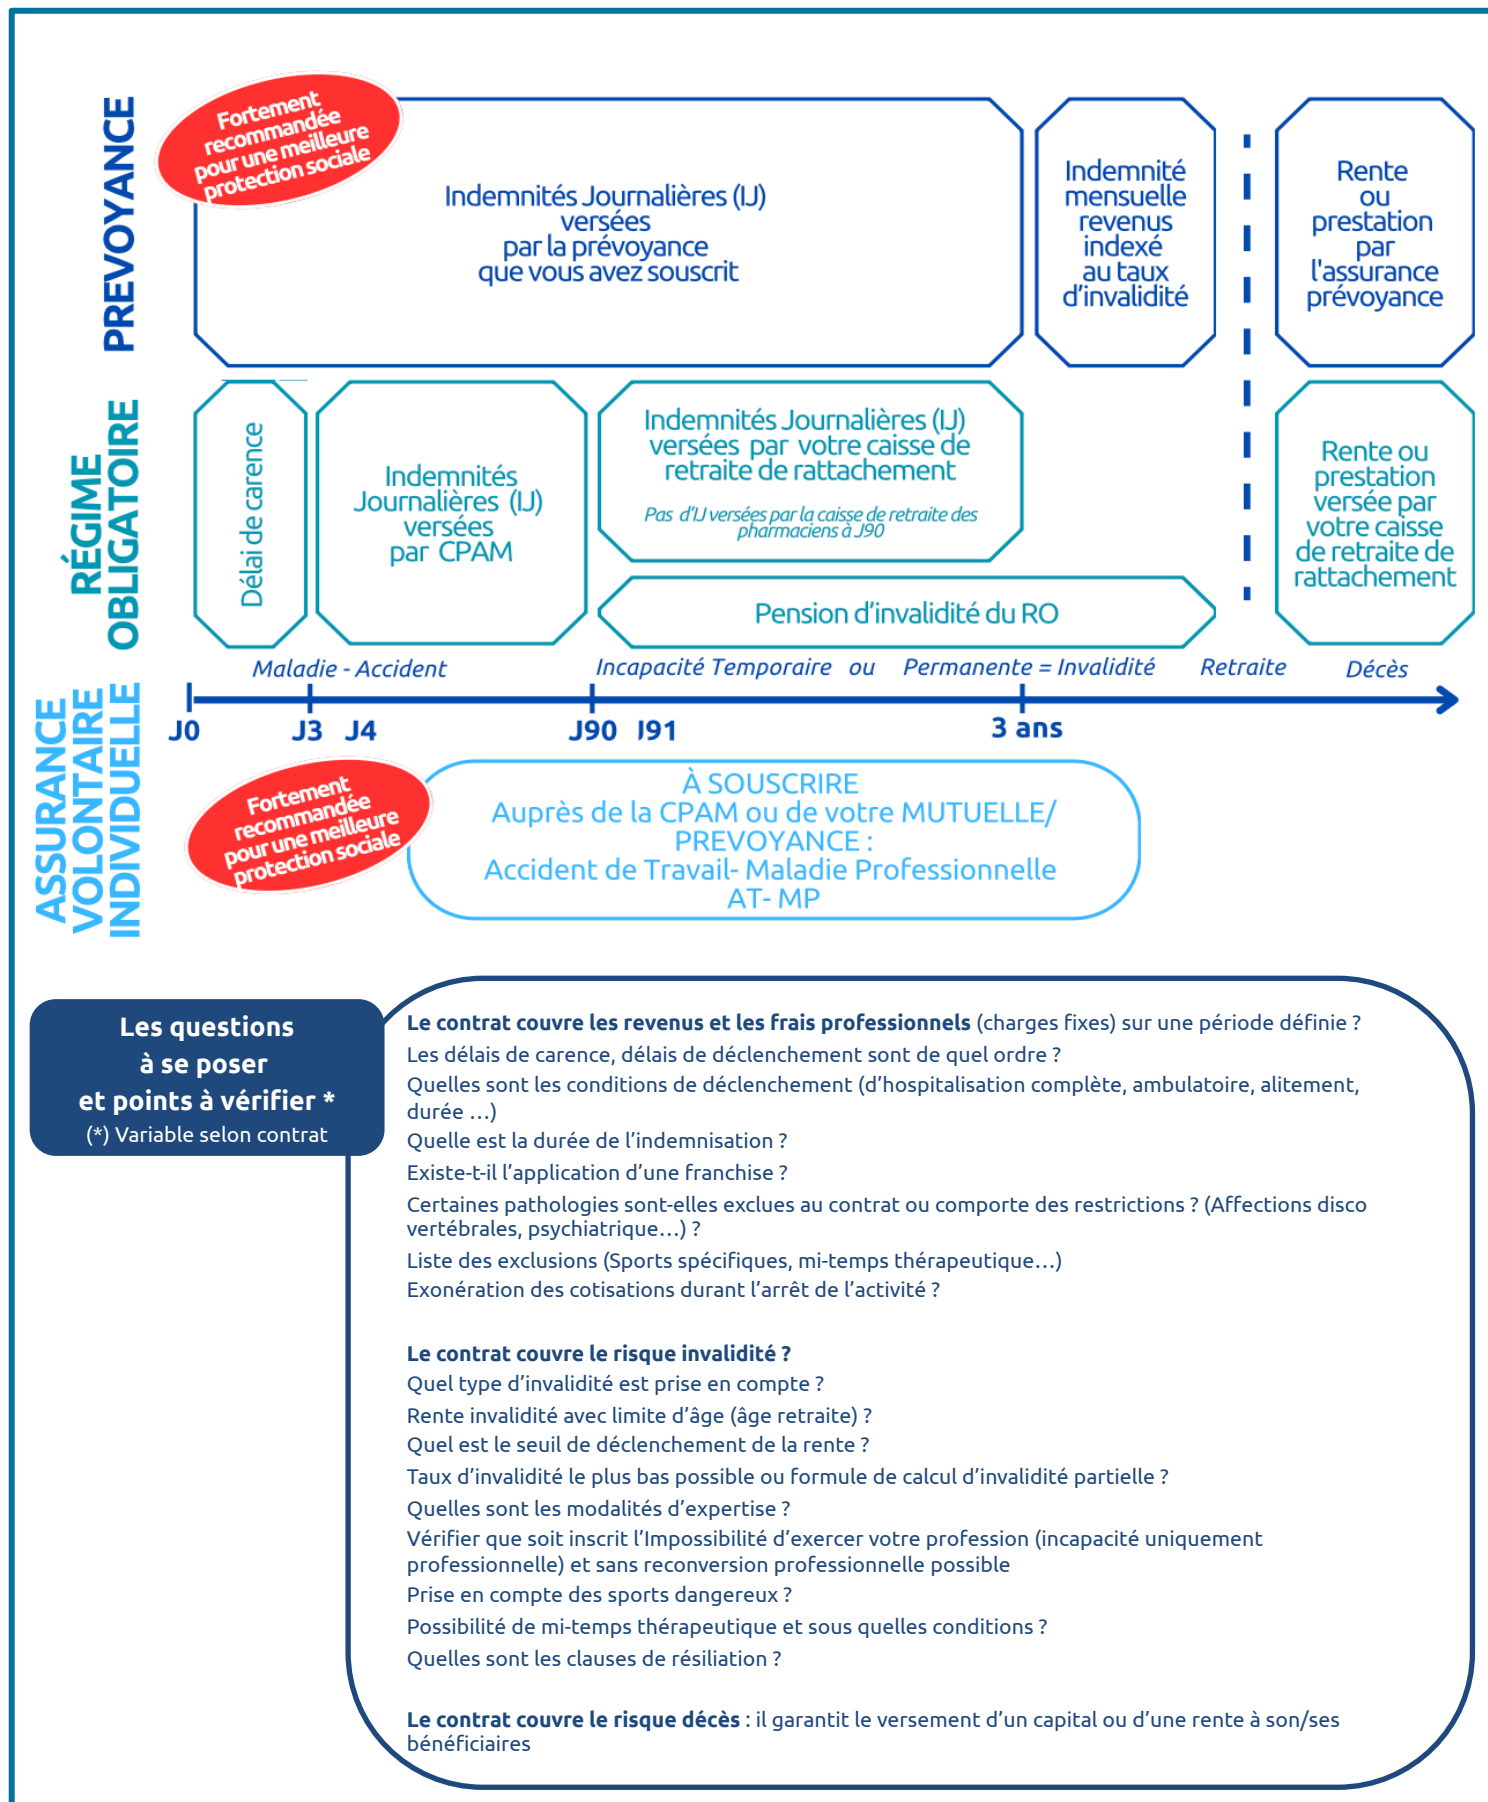 PREVOYANCE
Fortement
recommandée
pour une meilleure
protection sociale
Indemnités Journalières (IJ)
versées
par la prévoyance
que vous avez souscrit
Indemnité
mensuelle
revenus
indexé
au taux
d’invalidité
Rente
ou
prestation
par
l'assurance
prévoyance
RÉGIME
OBLIGATOIRE
Délai de carence
Indemnités
Journalières (IJ)
versées
par CPAM
Indemnités Journalières (IJ)
versées par votre caisse de
retraite de rattachement
Pas d’IJ versées par la caisse de retraite des
pharmaciens à J90
Pension d’invalidité du RO
Rente ou
prestation
versée par
votre caisse
de retraite de
rattachement
Maladie - Accident
Incapacité Temporaire ou Permanente = Invalidité
Retraite
Décès
J0
J3 J4
J90 J91
3 ans
ASSURANCE
VOLONTAIRE
INDIVIDUELLE
Fortement
recommandée
pour une meilleure
protection sociale
À SOUSCRIRE
Auprès de la CPAM ou de votre MUTUELLE/
PREVOYANCE :
Accident de Travail- Maladie Professionnelle
AT- MP
Les questions
à se poser
et points à vérifier *
(*) Variable selon contrat
Le contrat couvre les revenus et les frais professionnels (charges fixes) sur une période définie ?
Les délais de carence, délais de déclenchement sont de quel ordre ?
Quelles sont les conditions de déclenchement (d’hospitalisation complète, ambulatoire, alitement,
durée …)
Quelle est la durée de l’indemnisation ?
Existe-t-il l’application d’une franchise ?
Certaines pathologies sont-elles exclues au contrat ou comporte des restrictions ? (Affections disco
vertébrales, psychiatrique…) ?
Liste des exclusions (Sports spécifiques, mi-temps thérapeutique…)
Exonération des cotisations durant l’arrêt de l’activité ?
Le contrat couvre le risque invalidité ?
Quel type d’invalidité est prise en compte ?
Rente invalidité avec limite d’âge (âge retraite) ?
Quel est le seuil de déclenchement de la rente ?
Taux d’invalidité le plus bas possible ou formule de calcul d’invalidité partielle ?
Quelles sont les modalités d’expertise ?
Vérifier que soit inscrit l’Impossibilité d’exercer votre profession (incapacité uniquement
professionnelle) et sans reconversion professionnelle possible
Prise en compte des sports dangereux ?
Possibilité de mi-temps thérapeutique et sous quelles conditions ?
Quelles sont les clauses de résiliation ?
Le contrat couvre le risque décès : il garantit le versement d’un capital ou d’une rente à son/ses
bénéficiaires